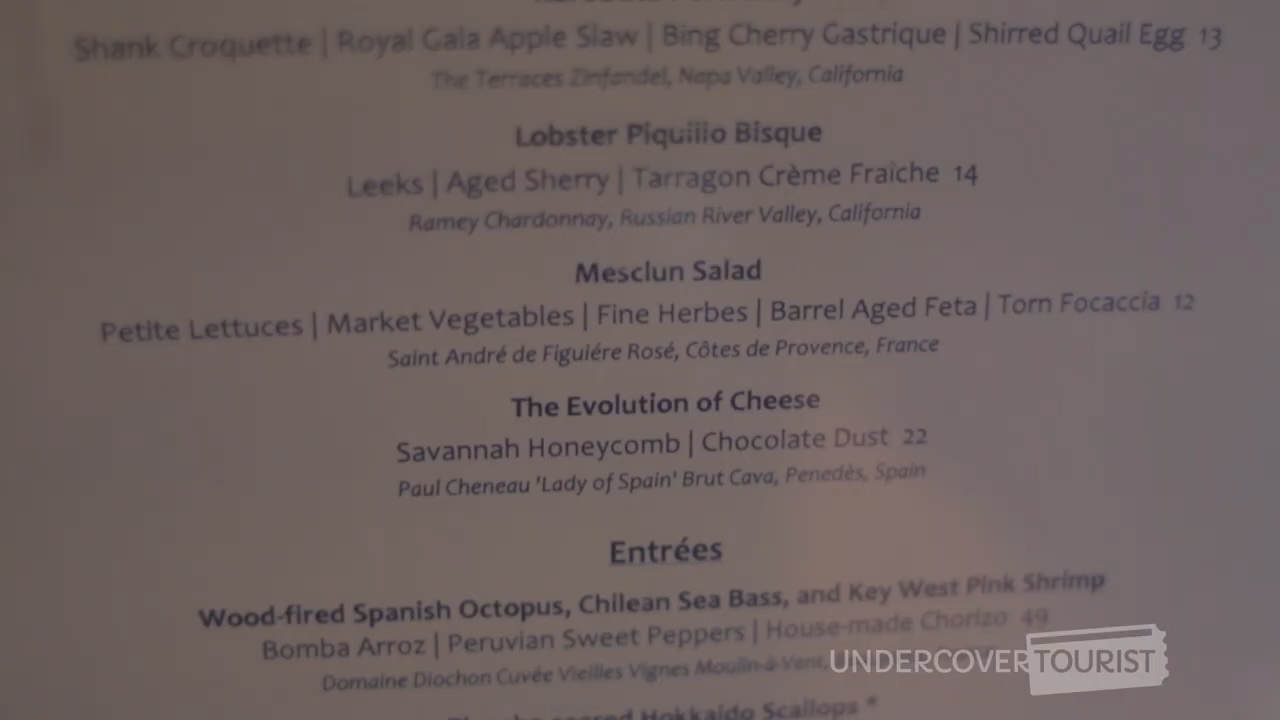 Shank Croquette | Royal Gala Apple Slaw | Bing Cherry Gastrique | Shirred Quail Egg 13
The Terraces Zinfandel, Napa Valley, California
Lobster Piquillo Bisque
Leeks | Aged Sherry | Tarragon Crème Fraîche 14
Ramey Chardonnay, Russian River Valley, California
Mesclun Salad
Petite Lettuces | Market Vegetables | Fine Herbes | Barrel Aged Feta | Torn Focaccia 12
Saint André de Figuiére Rosé, Côtes de Provence, France
The Evolution of Cheese
Savannah Honeycomb | Chocolate Dust 22
Paul Cheneau 'Lady of Spain' Brut Cava, Penedès, Spain
Entrées
Wood-fired Spanish Octopus, Chilean Sea Bass, and Key West Pink Shrimp
Bomba Arroz | Peruvian Sweet Peppers | House-made Chorizo 49
Domaine Diochon Cuvée Vieilles Vignes Moulin-à-Vent,
Hokkaido Scallops *
UNDERCOVERTOURIST